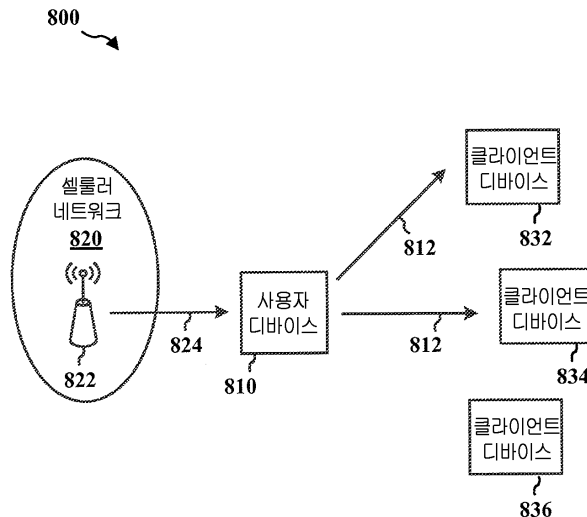 800
셀룰러
네트워크
820
822
824
사용자
디바이스
810
812
812
클라이언트
디바이스
832
클라이언트
디바이스
834
클라이언트
디바이스
836